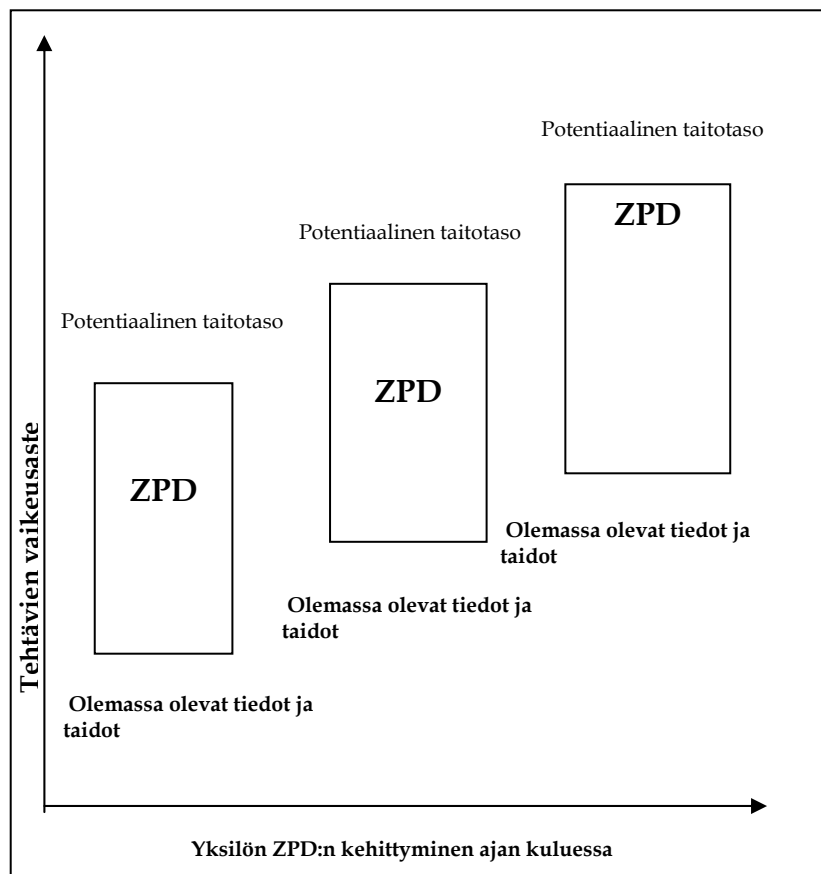 Potentiaalinen taitotaso
ZPD
Potentiaalinen taitotaso
Potentiaalinen taitotaso
ZPD
ZPD
Olemassa olevat tiedot ja
taidot
Olemassa olevat tiedot ja
taidot
Olemassa olevat tiedot ja
taidot
Tehtävien vaikeusaste
Yksilön ZPD:n kehittyminen ajan kuluessa